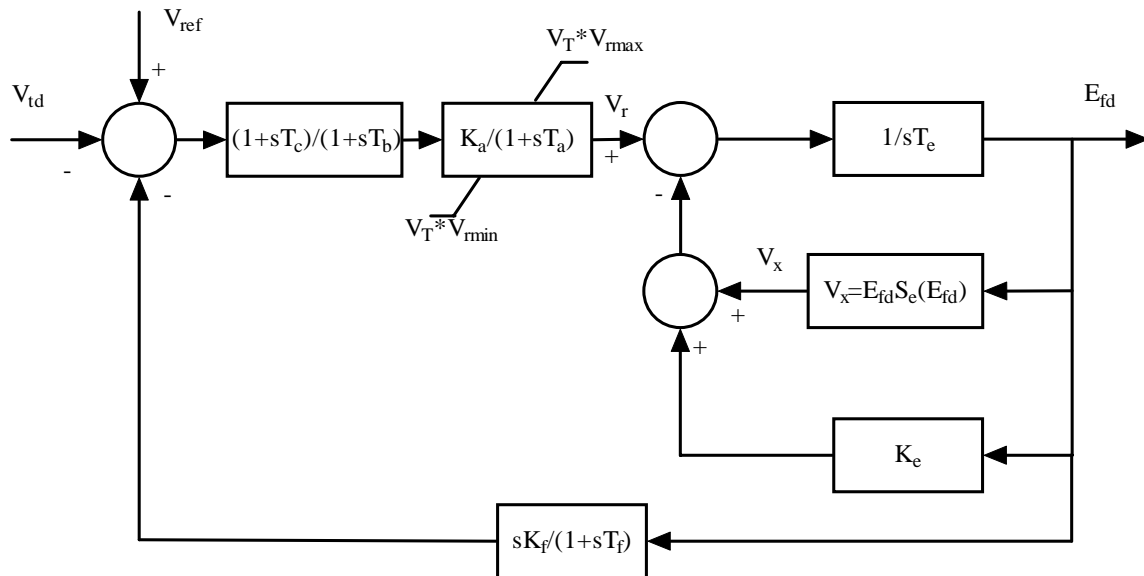 V_ref
+
V_T*V_rmax
V_td
(1+sT_c)/(1+sT_b)
K_a/(1+sT_a)
V_r
1/sT_e
E_fd
-
-
+
-
V_T*V_rmin
V_x
V_x=E_fdS_e(E_fd)
+
+
K_e
sK_f/(1+sT_f)